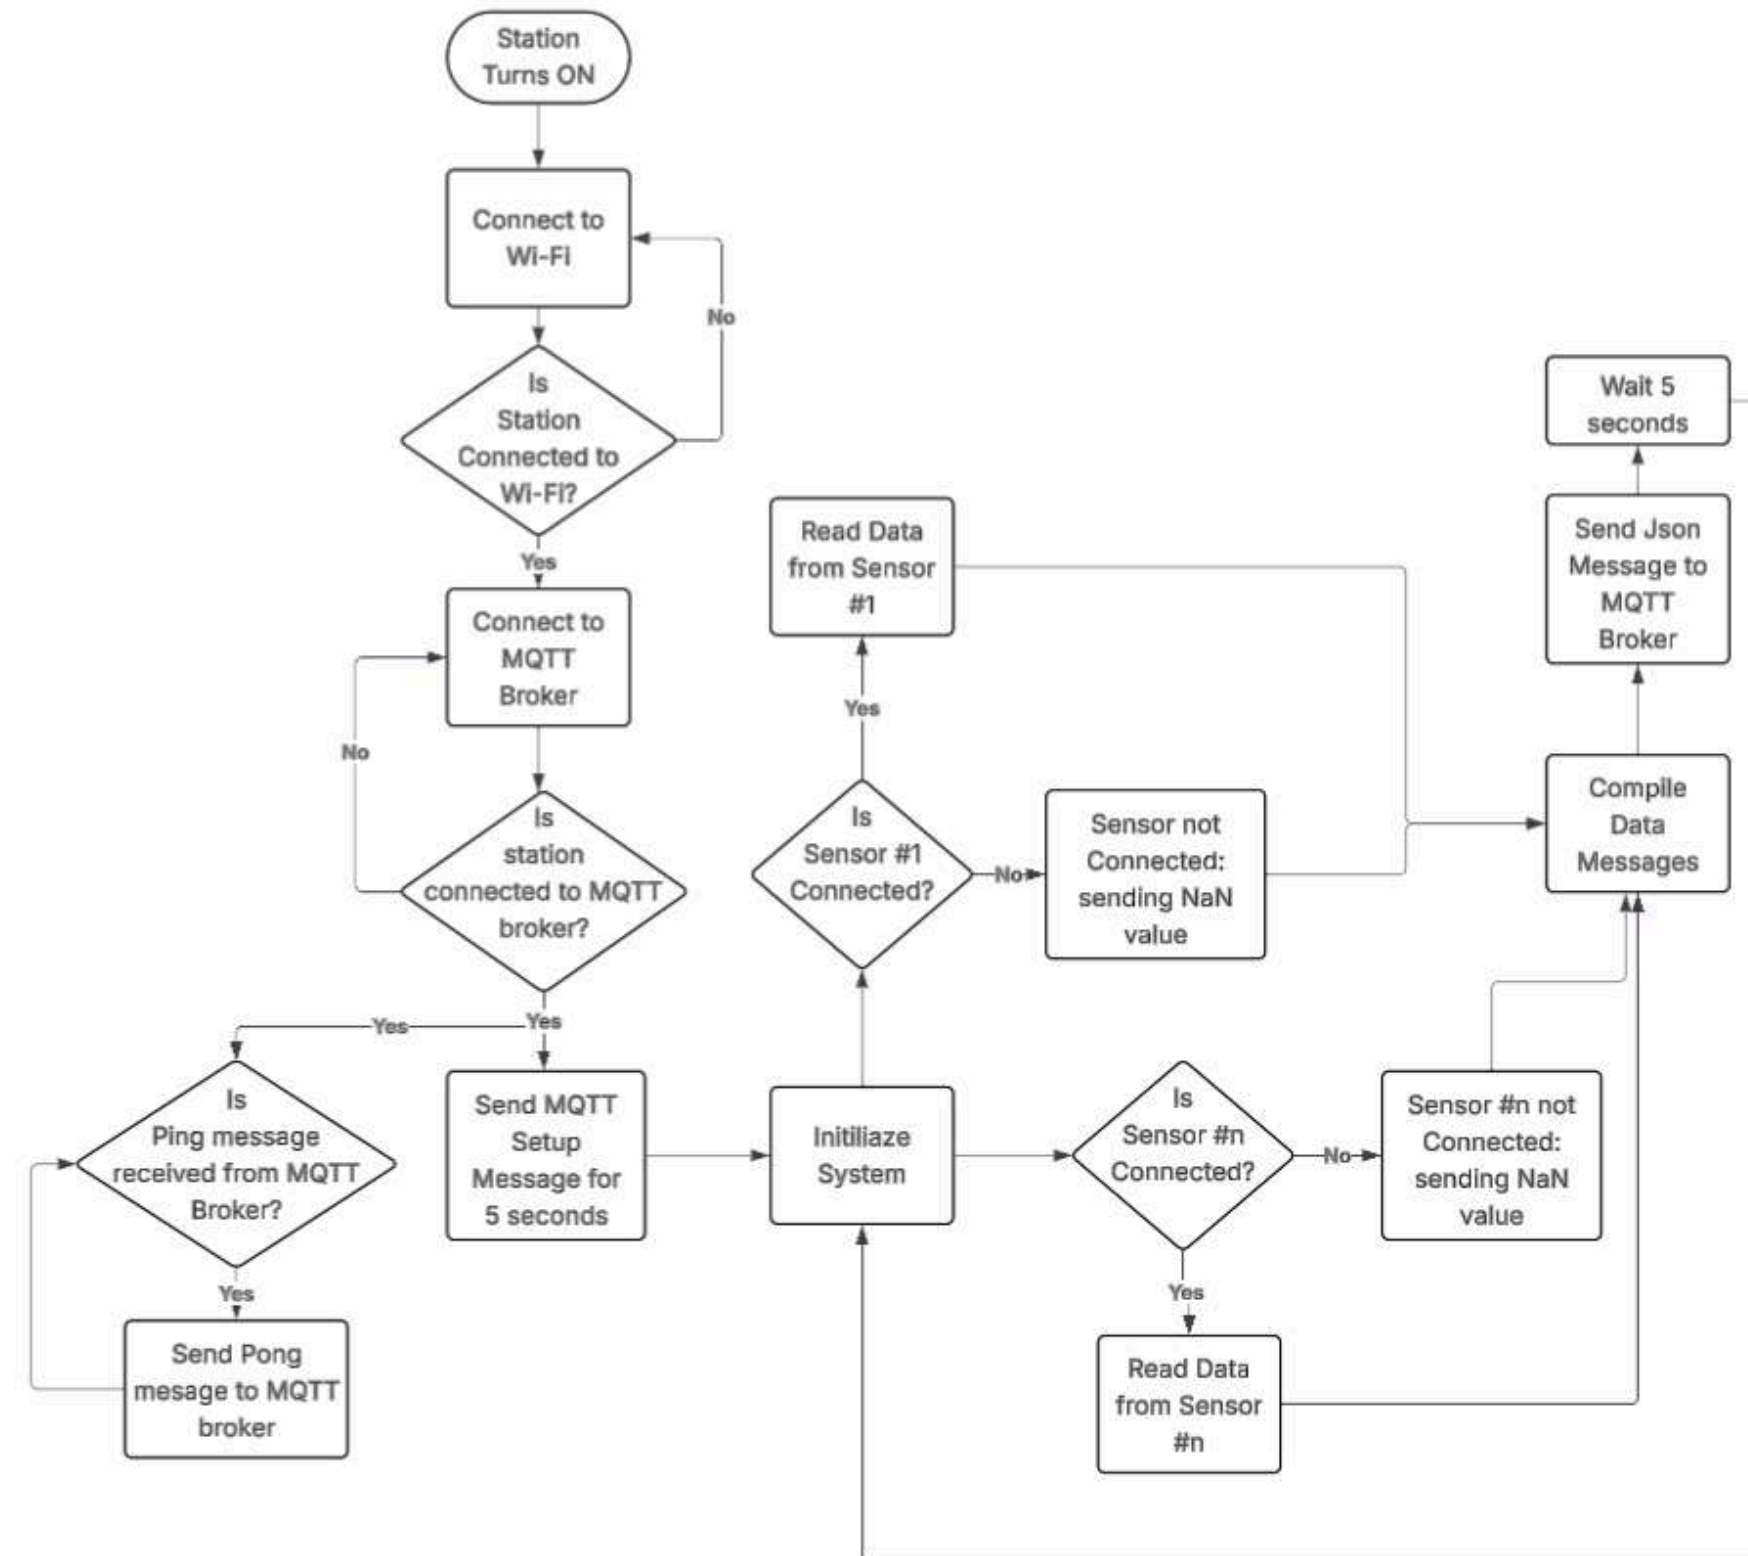 Station
Turns ON
Connect to
Wi-Fi
No
Is
Station
Connected to
Wi-Fi?
Yes
Connect to
MQTT
Broker
No
Is
station
connected to MQTT
broker?
Yes
Yes
Is
Ping message
received from MQTT
Broker?
Yes
Send Pong
mesage to MQTT
broker
Send MQTT
Setup
Message for
5 seconds
Initiliaze
System
Is
Sensor #1
Connected?
Yes
Read Data
from Sensor
#1
No
Sensor not
Connected:
sending NaN
value
Is
Sensor #n
Connected?
No
Sensor #n not
Connected:
sending NaN
value
Yes
Read Data
from Sensor
#n
Compile
Data
Messages
Send Json
Message to
MQTT
Broker
Wait 5
seconds